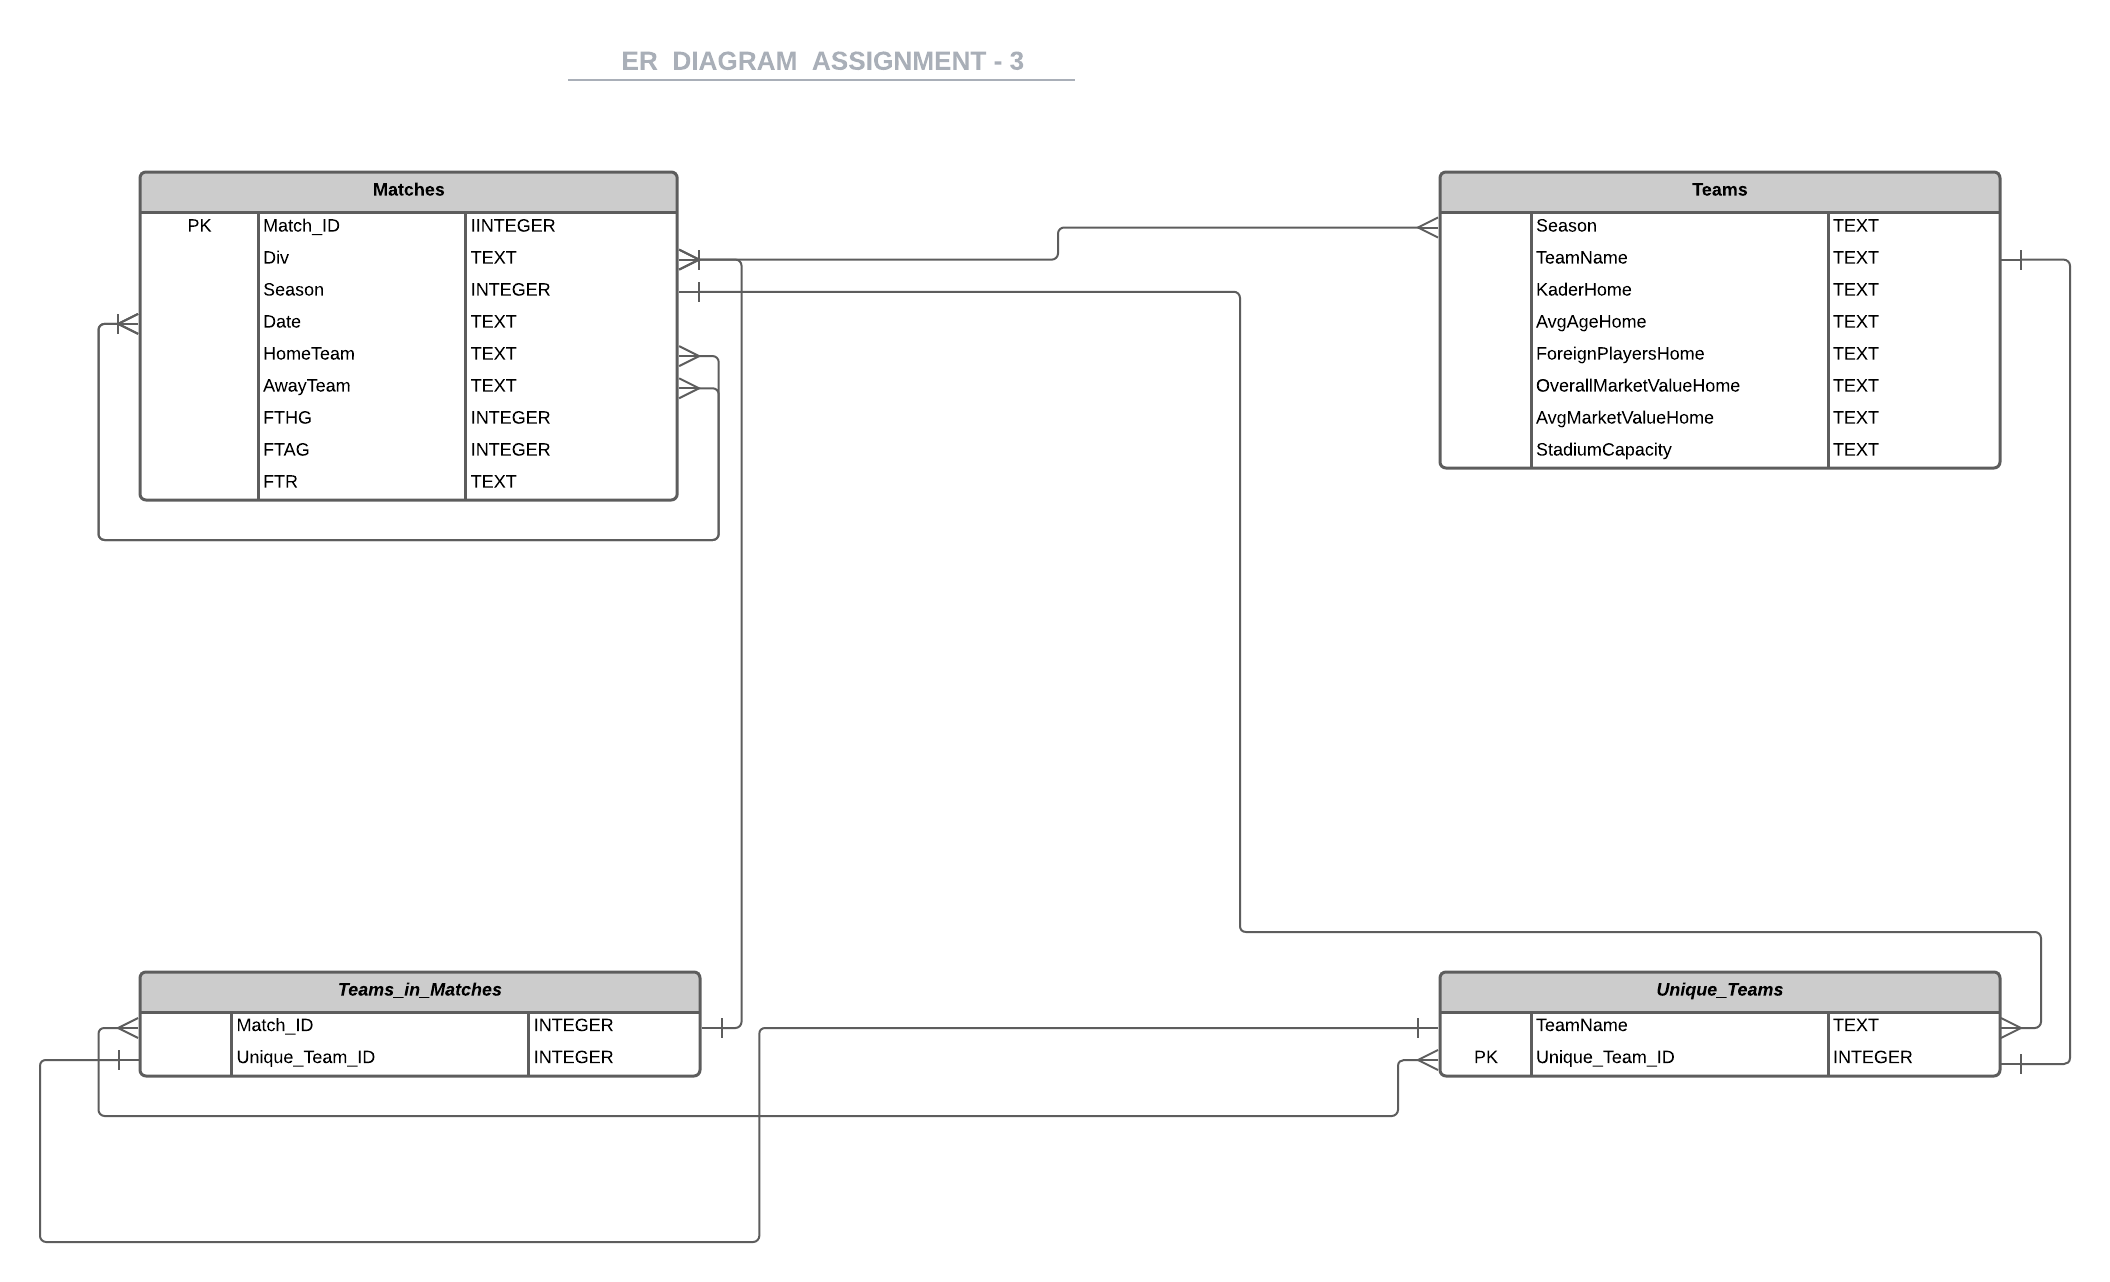 ER DIAGRAM ASSIGNMENT - 3
Matches
PK Match_ID IINTEGER
Div TEXT
Season INTEGER
Date TEXT
HomeTeam TEXT
AwayTeam TEXT
FTHG INTEGER
FTAG INTEGER
FTR TEXT
Teams
Season TEXT
TeamName TEXT
KaderHome TEXT
AvgAgeHome TEXT
ForeignPlayersHome TEXT
OverallMarketValueHome TEXT
AvgMarketValueHome TEXT
StadiumCapacity TEXT
Teams_in_Matches
Match_ID INTEGER
Unique_Team_ID INTEGER
Unique_Teams
TeamName TEXT
PK Unique_Team_ID INTEGER